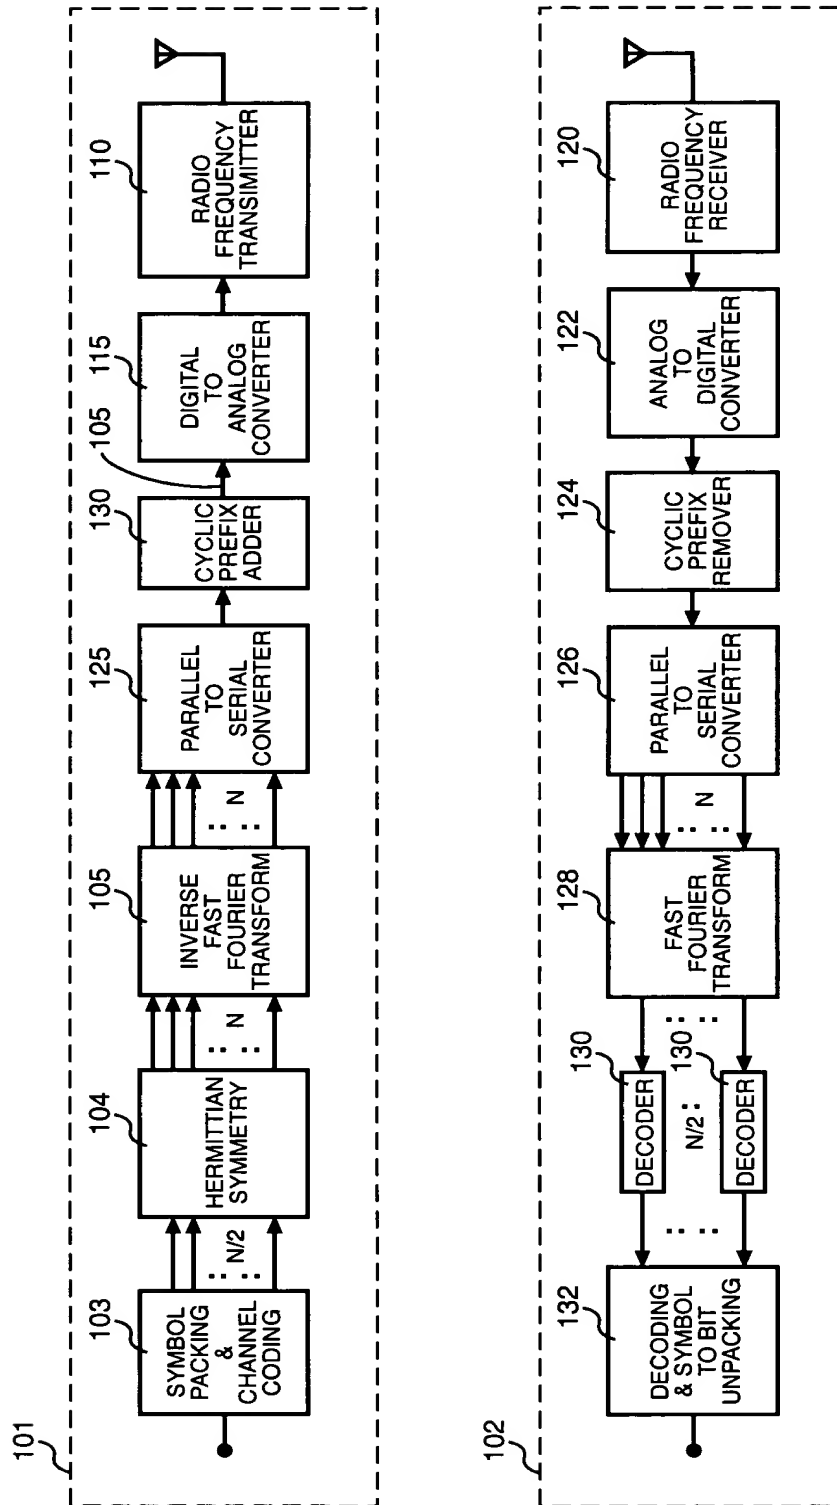 101
103
SYMBOL
PACKING
&
CHANNEL
CODING
N/2
104
HERMITTIAN
SYMMETRY
N
105
INVERSE
FAST
FOURIER
TRANSFORM
N
125
PARALLEL
TO
SERIAL
CONVERTER
130
CYCLIC
PREFIX
ADDER
105
115
DIGITAL
TO
ANALOG
CONVERTER
110
RADIO
FREQUENCY
TRANSIMITTER
102
132
DECODING
& SYMBOL
TO BIT
UNPACKING
130
DECODER
N/2
130
DECODER
128
FAST
FOURIER
TRANSFORM
N
126
PARALLEL
TO
SERIAL
CONVERTER
124
CYCLIC
PREFIX
REMOVER
122
ANALOG
TO
DIGITAL
CONVERTER
120
RADIO
FREQUENCY
RECEIVER